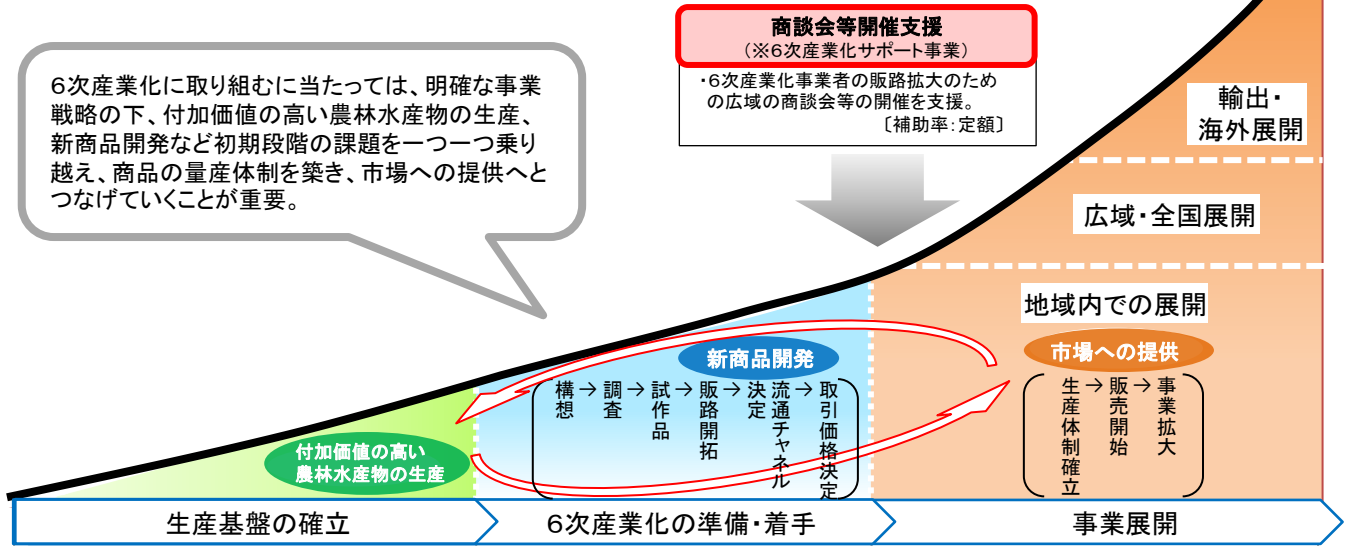 商談会等開催支援
(※6次産業化サポート事業)
・6次産業化事業者の販路拡大のため
の広域の商談会等の開催を支援。
〔補助率:定額〕
6次産業化に取り組むに当たっては、明確な事業
戦略の下、付加価値の高い農林水産物の生産、
新商品開発など初期段階の課題を一つ一つ乗り
越え、商品の量産体制を築き、市場への提供へと
つなげていくことが重要。
輸出・
海外展開
広域・全国展開
地域内での展開
市場への提供
生産体制確立→販売開始→事業拡大
新商品開発
構想→調査→試作品→販路開拓→流通チャネル決定→取引価格決定
付加価値の高い
農林水産物の生産
生産基盤の確立
6次産業化の準備・着手
事業展開